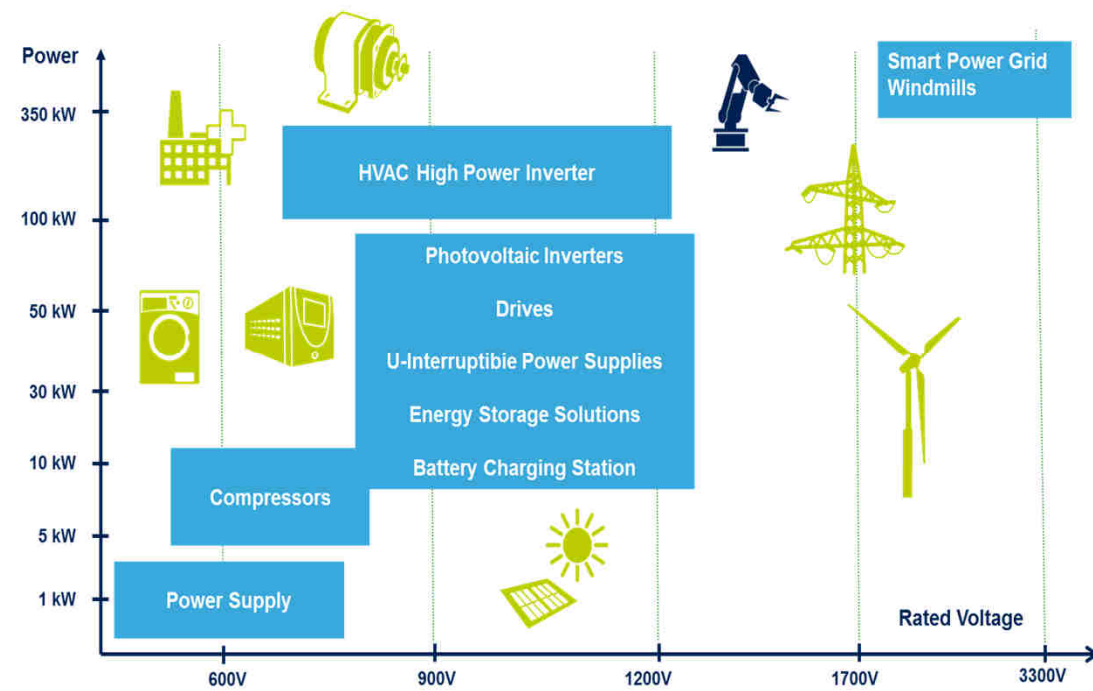 Power
350 kW
100 kW
50 kW
30 kW
10 kW
5 kW
1 kW
Smart Power Grid
Windmills
HVAC High Power Inverter
Photovoltaic Inverters
Drives
U-Interruptibie Power Supplies
Energy Storage Solutions
Battery Charging Station
Compressors
Power Supply
Rated Voltage
600V
900V
1200V
1700V
3300V